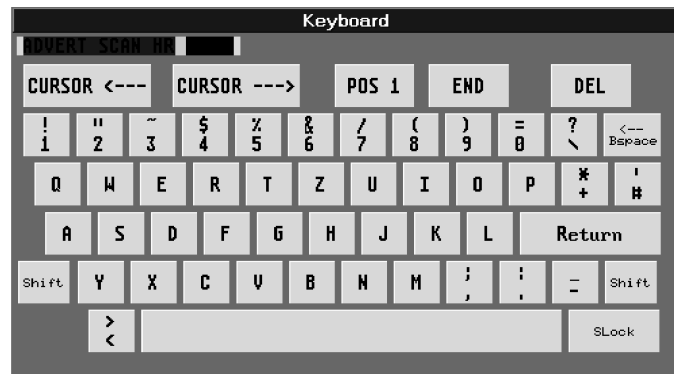 Keyboard
ADVERT SCAN HR
CURSOR <--- CURSOR ---> POS 1 END DEL
! " ~ $ % & / ( ) = ? <--
1 2 3 4 5 6 7 8 9 0 \ Bspace
Q W E R T Z U I O P * '
+ #
A S D F G H J K L Return
Shift Y X C V B N M ; : _ Shift
, . -
> SLock
<